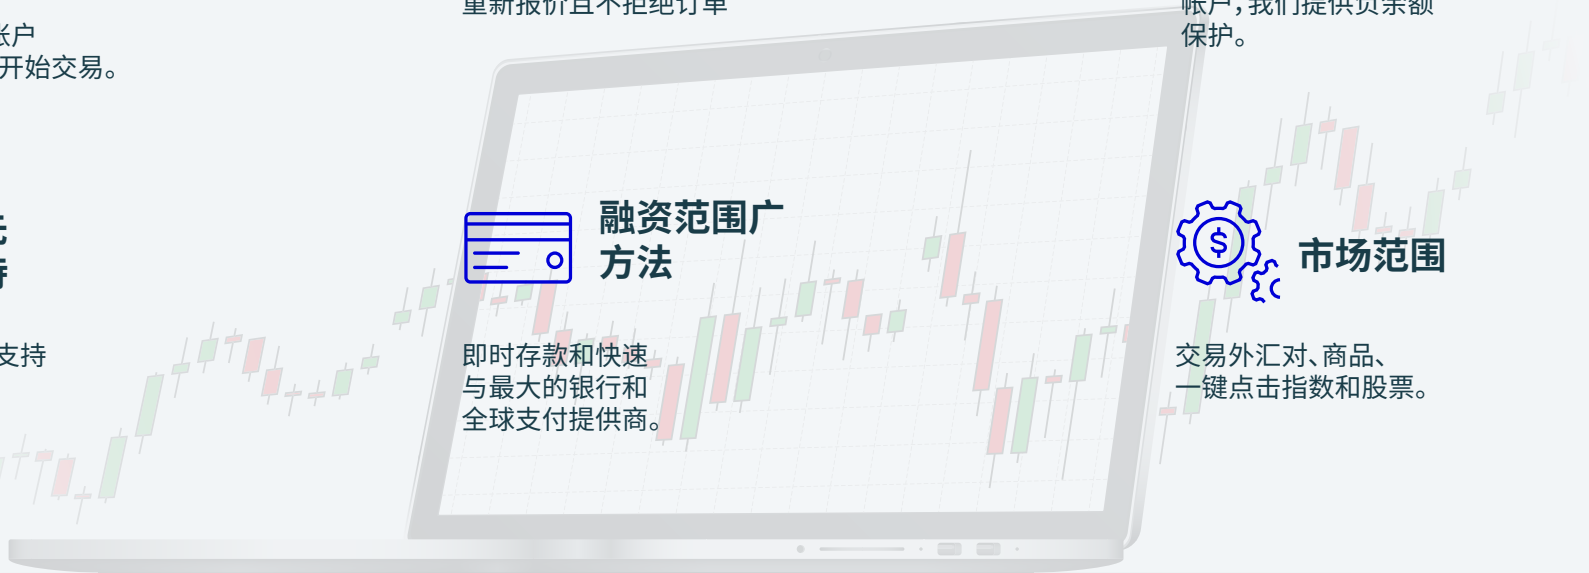 重新报价且不拒绝订单
帐户，我们提供负余额
保护。
账户
开始交易。
融资范围广
方法
市场范围
支持
即时存款和快速
与最大的银行和
全球支付提供商。
交易外汇对、商品、
一键点击指数和股票。